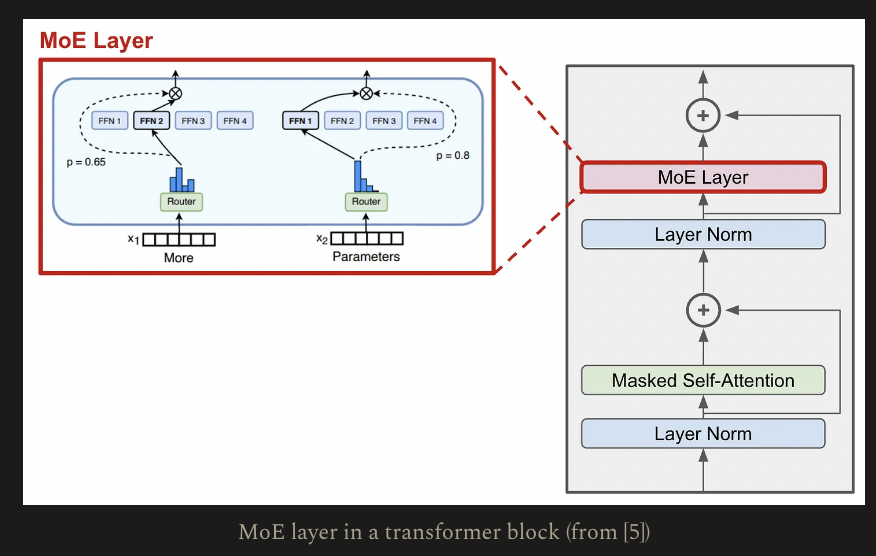 MoE Layer
FFN 1 FFN 2 FFN 3 FFN 4
FFN 1 FFN 2 FFN 3 FFN 4
p = 0.65
p = 0.8
Router
Router
x1
x2
More
Parameters
+
MoE Layer
Layer Norm
+
Masked Self-Attention
Layer Norm
MoE layer in a transformer block (from [5])